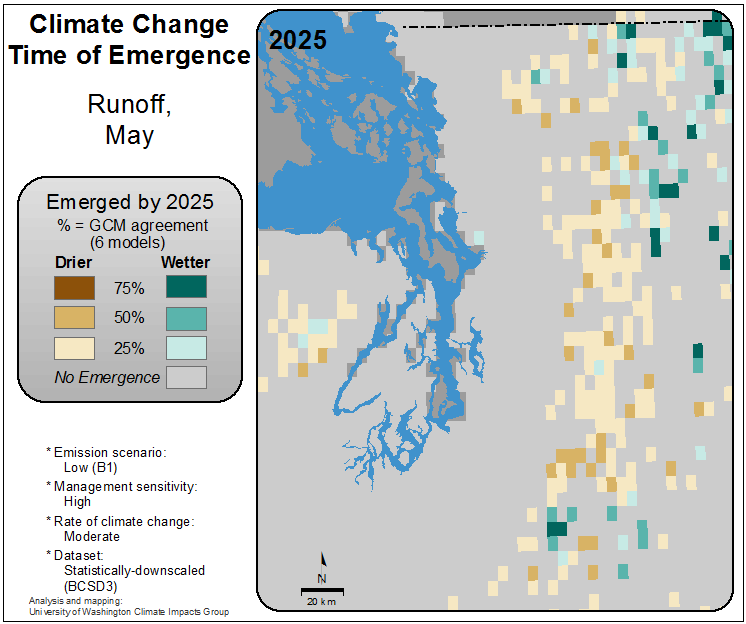 Climate Change
Time of Emergence
Runoff,
May
Emerged by 2025
% = GCM agreement
(6 models)
Drier Wetter
75%
50%
25%
No Emergence
* Emission scenario:
Low (B1)
* Management sensitivity:
High
* Rate of climate change:
Moderate
* Dataset:
Statistically-downscaled
(BCSD3)
Analysis and mapping:
University of Washington Climate Impacts Group
2025
N
20 km